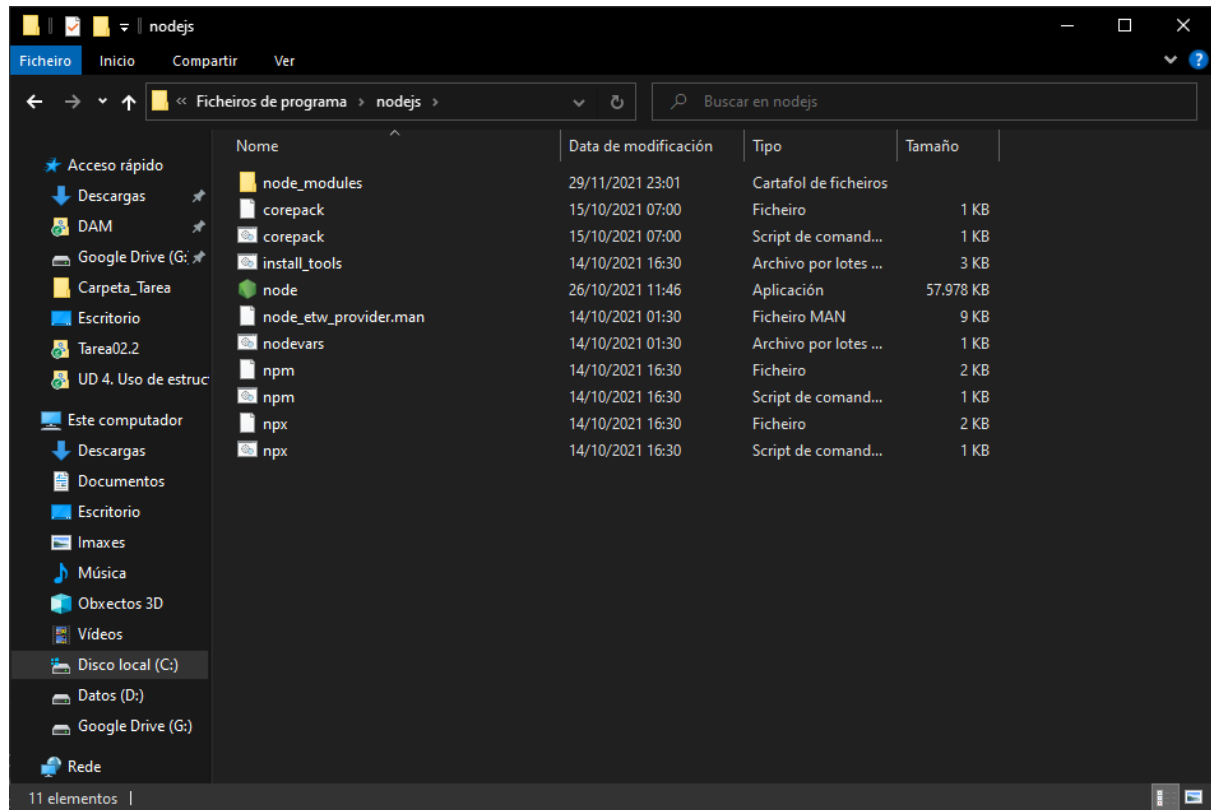 nodejs
Ficheiro Inicio Compartir Ver
« Ficheiros de programa > nodejs >
Buscar en nodejs
Acceso rápido
Descargas
DAM
Google Drive (G:
Carpeta_Tarea
Escritorio
Tarea02.2
UD 4. Uso de estruc
Este computador
Descargas
Documentos
Escritorio
Imaxes
Música
Obxectos 3D
Vídeos
Disco local (C:)
Datos (D:)
Google Drive (G:)
Rede
Nome Data de modificación Tipo Tamaño
node_modules 29/11/2021 23:01 Cartafol de ficheiros
corepack 15/10/2021 07:00 Ficheiro 1 KB
corepack 15/10/2021 07:00 Script de comand... 1 KB
install_tools 14/10/2021 16:30 Archivo por lotes ... 3 KB
node 26/10/2021 11:46 Aplicación 57.978 KB
node_etw_provider.man 14/10/2021 01:30 Ficheiro MAN 9 KB
nodevars 14/10/2021 01:30 Archivo por lotes ... 1 KB
npm 14/10/2021 16:30 Ficheiro 2 KB
npm 14/10/2021 16:30 Script de comand... 1 KB
npx 14/10/2021 16:30 Ficheiro 2 KB
npx 14/10/2021 16:30 Script de comand... 1 KB
11 elementos